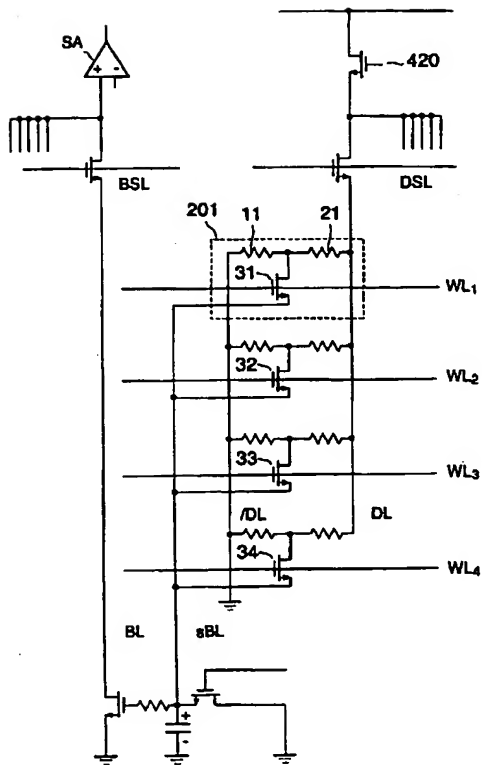 SA
+ -
420
BSL
DSL
201
11
21
31
WL1
32
WL2
33
WL3
/DL
DL
34
WL4
BL
sBL
+
-